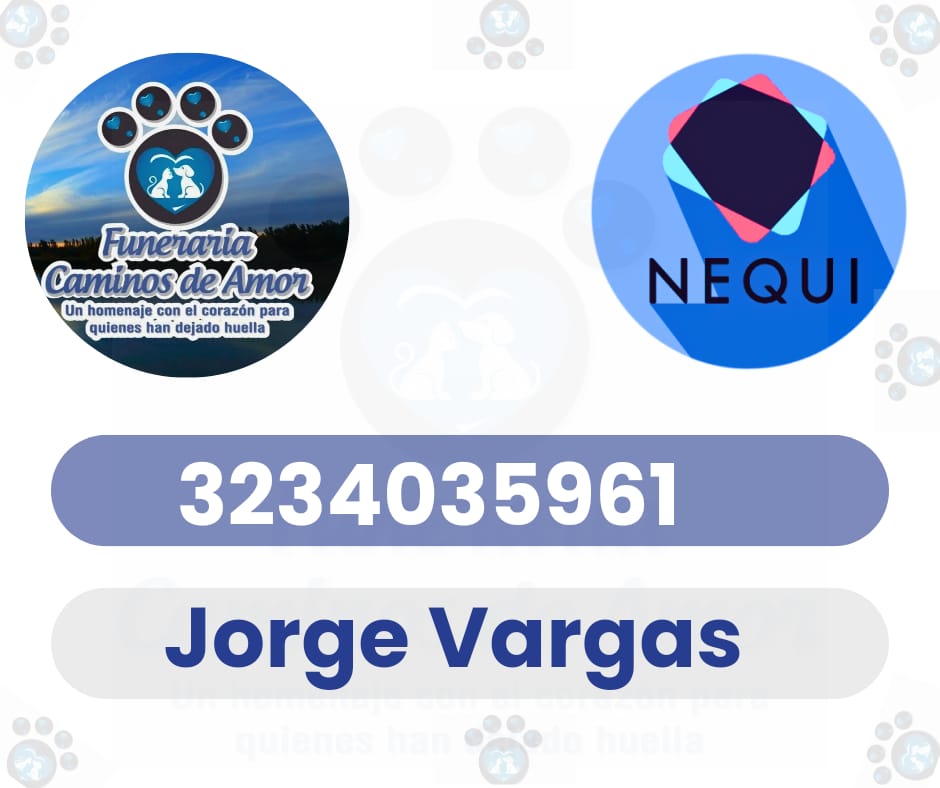 Funeraria
Caminos de Amor
Un homenaje con el corazón para
quienes han dejado huella
NEQUI
3234035961
Jorge Vargas
Un homenaje con el corazón para
quienes han dejado huella